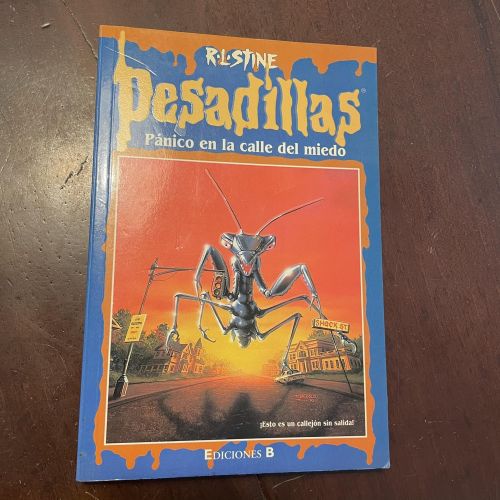 R·L·STINE
Pesadillas®
Pánico en la calle del miedo
SHOCK ST.
¡Esto es un callejón sin salida!
EDICIONES B